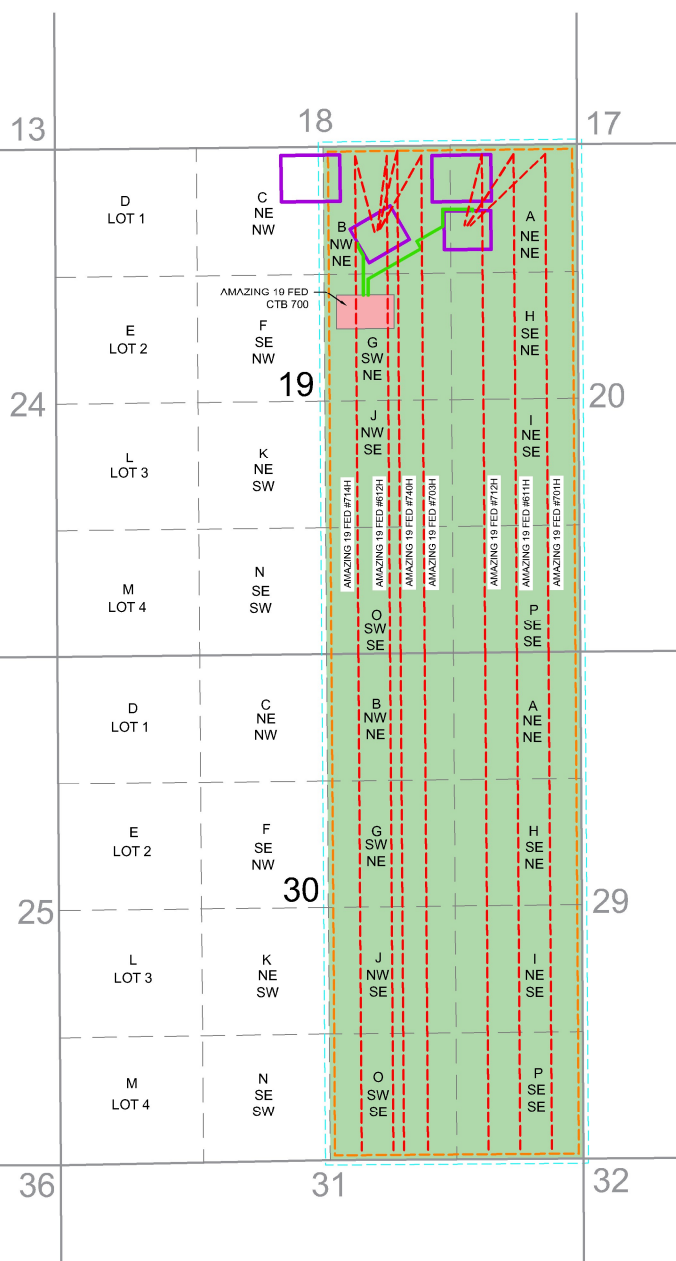 18
13
17
D
LOT 1
C
NE
NW
B
NW
NE
A
NE
NE
AMAZING 19 FED
CTB 700
E
LOT 2
F
SE
NW
G
SW
NE
H
SE
NE
19
24
20
L
LOT 3
K
NE
SW
J
NW
SE
I
NE
SE
AMAZING 19 FED #714H
AMAZING 19 FED #612H
AMAZING 19 FED #740H
AMAZING 19 FED #703H
AMAZING 19 FED #712H
AMAZING 19 FED #611H
AMAZING 19 FED #701H
M
LOT 4
N
SE
SW
O
SW
SE
P
SE
SE
D
LOT 1
C
NE
NW
B
NW
NE
A
NE
NE
E
LOT 2
F
SE
NW
G
SW
NE
H
SE
NE
30
25
29
L
LOT 3
K
NE
SW
J
NW
SE
I
NE
SE
M
LOT 4
N
SE
SW
O
SW
SE
P
SE
SE
36
31
32